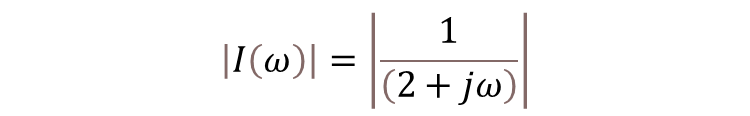 |I(ω)| = |1/(2 + jω)|